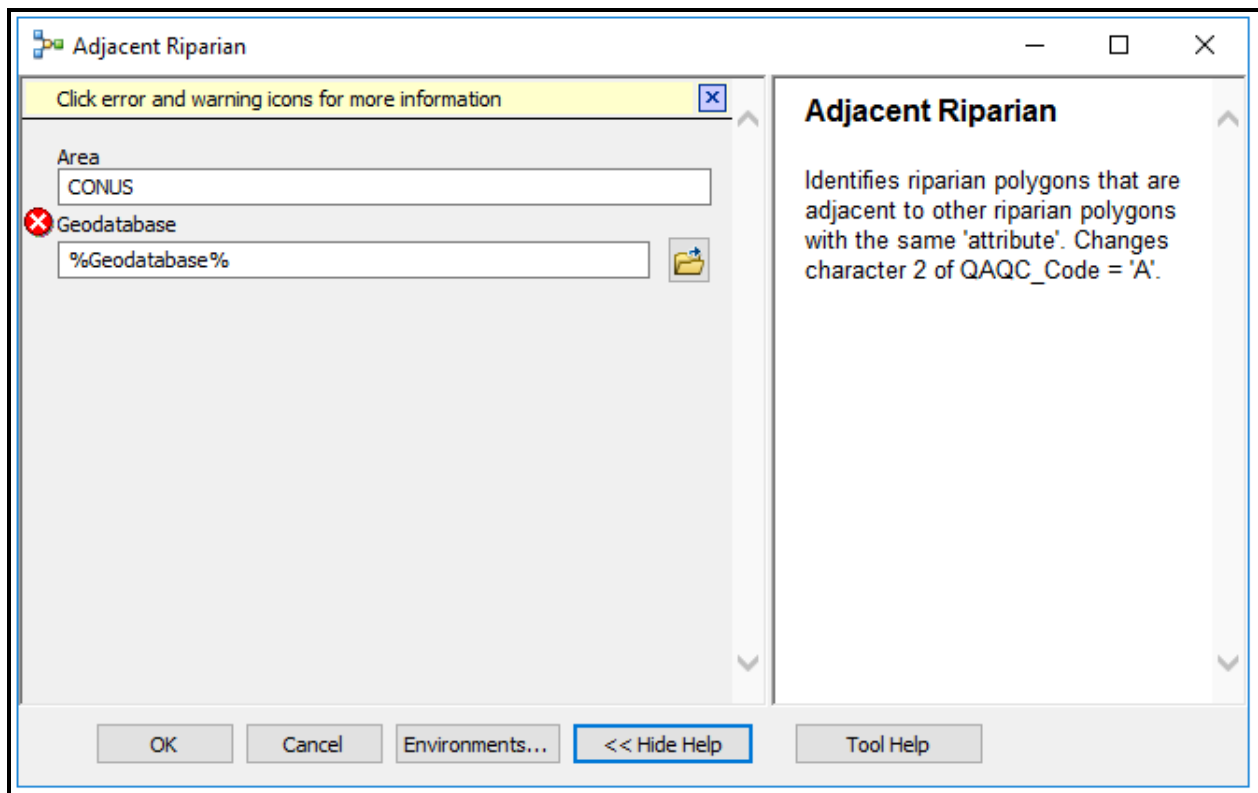 Adjacent Riparian
Click error and warning icons for more information
Area
CONUS
Geodatabase
%Geodatabase%
Adjacent Riparian
Identifies riparian polygons that are
adjacent to other riparian polygons
with the same 'attribute'. Changes
character 2 of QAQC_Code = 'A'.
OK
Cancel
Environments...
<< Hide Help
Tool Help